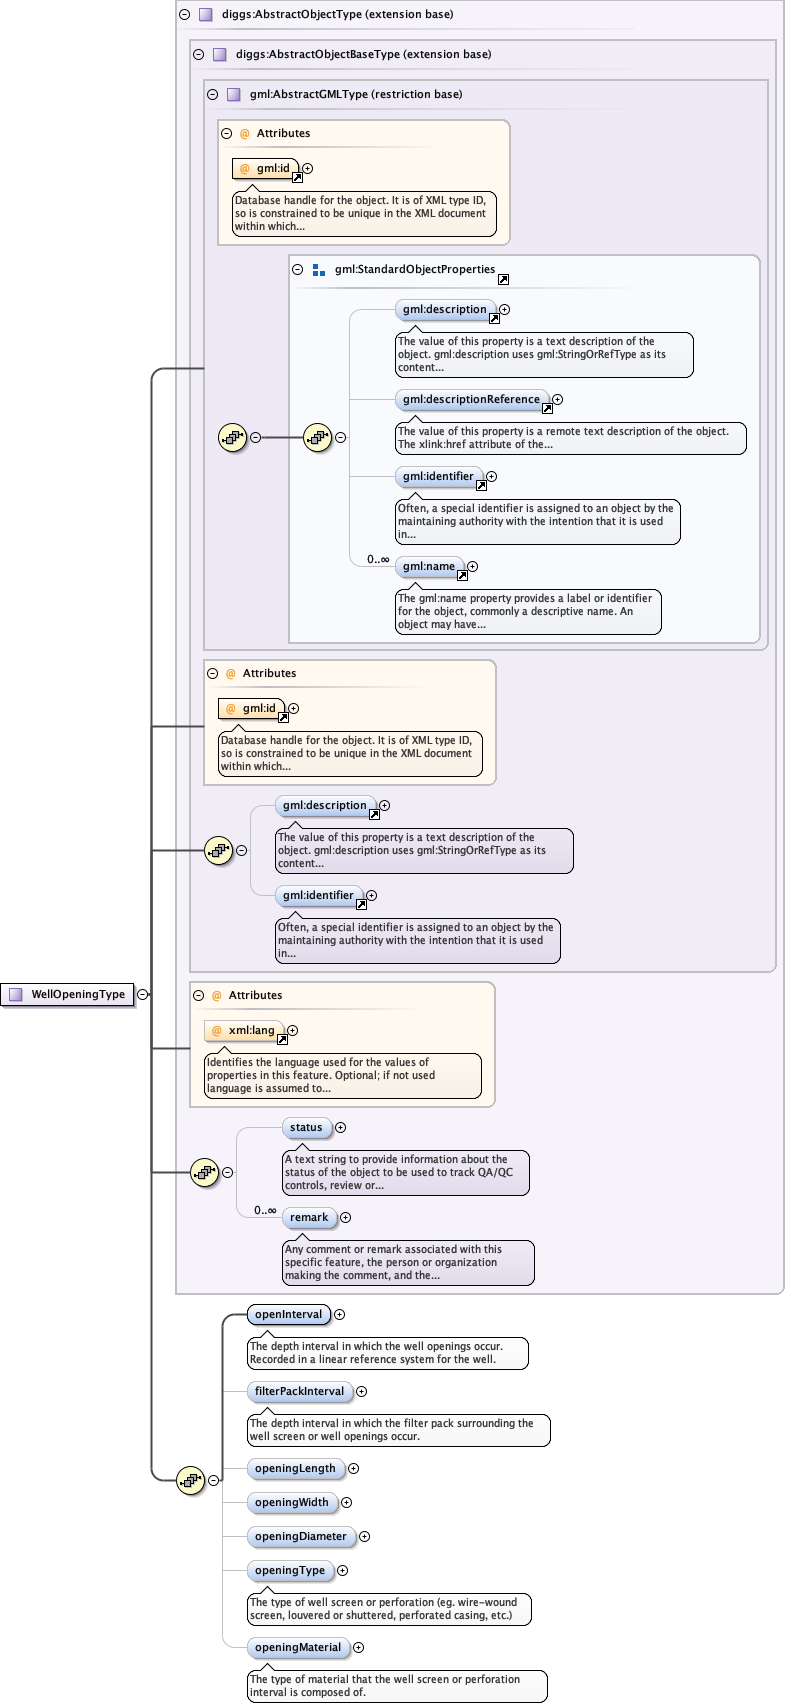 diggs:AbstractObjectType (extension base)
diggs:AbstractObjectBaseType (extension base)
gml:AbstractGMLType (restriction base)
@ Attributes
@ gml:id
Database handle for the object. It is of XML type ID,
so is constrained to be unique in the XML document
within which...
gml:StandardObjectProperties
gml:description
The value of this property is a text description of the
object. gml:description uses gml:StringOrRefType as its
content...
gml:descriptionReference
The value of this property is a remote text description of the object.
The xlink:href attribute of the...
gml:identifier
Often, a special identifier is assigned to an object by the
maintaining authority with the intention that it is used
in...
0..∞
gml:name
The gml:name property provides a label or identifier
for the object, commonly a descriptive name. An
object may have...
@ Attributes
@ gml:id
Database handle for the object. It is of XML type ID,
so is constrained to be unique in the XML document
within which...
gml:description
The value of this property is a text description of the
object. gml:description uses gml:StringOrRefType as its
content...
gml:identifier
Often, a special identifier is assigned to an object by the
maintaining authority with the intention that it is used
in...
WellOpeningType
@ Attributes
@ xml:lang
Identifies the language used for the values of
properties in this feature. Optional; if not used
language is assumed to...
status
A text string to provide information about the
status of the object to be used to track QA/QC
controls, review or...
0..∞
remark
Any comment or remark associated with this
specific feature, the person or organization
making the comment, and the...
openInterval
The depth interval in which the well openings occur.
Recorded in a linear reference system for the well.
filterPackInterval
The depth interval in which the filter pack surrounding the
well screen or well openings occur.
openingLength
openingWidth
openingDiameter
openingType
The type of well screen or perforation (eg. wire-wound
screen, louvered or shuttered, perforated casing, etc.)
openingMaterial
The type of material that the well screen or perforation
interval is composed of.